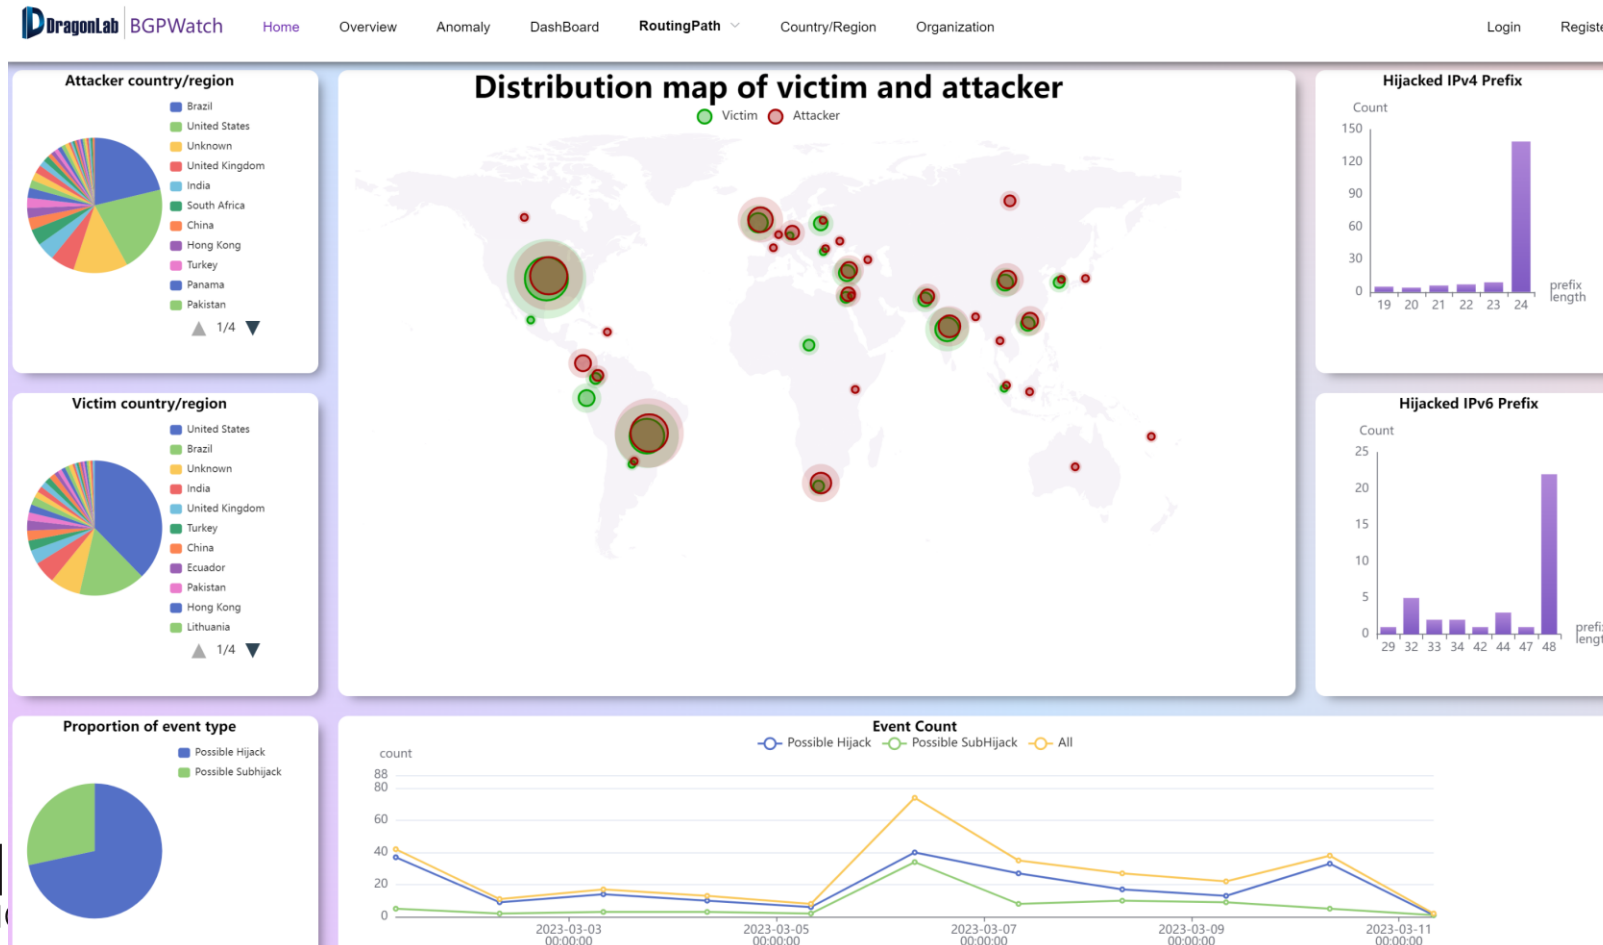 DragonLab BGPWatch Home Overview Anomaly DashBoard RoutingPath Country/Region Organization Login
Attacker country/region
Brazil
United States
Unknown
United Kingdom
India
South Africa
China
Hong Kong
Turkey
Panama
Pakistan
1/4
Victim country/region
United States
Brazil
Unknown
India
United Kingdom
Turkey
China
Ecuador
Pakistan
Hong Kong
Lithuania
1/4
Proportion of event type
Possible Hijack
Possible Subhijack
Distribution map of victim and attacker
Victim Attacker
Hijacked IPv4 Prefix
Count
150
120
90
60
30
0
19 20 21 22 23 24
prefix
length
Hijacked IPv6 Prefix
Count
25
20
15
10
5
0
29 32 33 34 42 44 47 48
Event Count
Possible Hijack Possible SubHijack All
count
88
80
60
40
20
0
2023-03-03 2023-03-05 2023-03-07 2023-03-09 2023-03-11
00:00:00 00:00:00 00:00:00 00:00:00 00:00:00